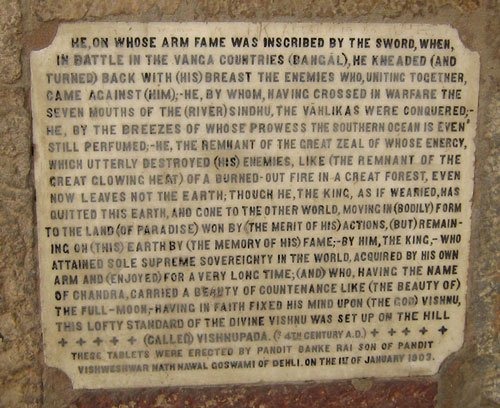 HE, ON WHOSE ARM FAME WAS INSCRIBED BY THE SWORD, WHEN,
IN BATTLE IN THE VANGA COUNTRIES (BANGĀL), HE KNEADED (AND
TURNED) BACK WITH (HIS) BREAST THE ENEMIES WHO, UNITING TOGETHER,
CAME AGAINST (HIM);-HE, BY WHOM, HAVING CROSSED IN WARFARE THE
SEVEN MOUTHS OF THE (RIVER) SINDHU, THE VĀHLIKAS WERE CONQUERED;-
HE, BY THE BREEZES OF WHOSE PROWESS THE SOUTHERN OCEAN IS EVEN
STILL PERFUMED;-HE, THE REMNANT OF THE GREAT ZEAL OF WHOSE ENERGY,
WHICH UTTERLY DESTROYED (HIS) ENEMIES, LIKE (THE REMNANT OF THE
GREAT GLOWING HEAT) OF A BURNED-OUT FIRE IN A GREAT FOREST, EVEN
NOW LEAVES NOT THE EARTH; THOUGH HE, THE KING, AS IF WEARIED, HAS
QUITTED THIS EARTH, AND GONE TO THE OTHER WORLD, MOVING IN (BODILY) FORM
TO THE LAND (OF PARADISE) WON BY (THE MERIT OF HIS) ACTIONS, (BUT) REMAIN-
ING ON (THIS) EARTH BY (THE MEMORY OF HIS) FAME;-BY HIM, THE KING,-WHO
ATTAINED SOLE SUPREME SOVEREIGHTY IN THE WORLD, ACQUIRED BY HIS OWN
ARM AND (ENJOYED) FOR A VERY LONG TIME; (AND) WHO, HAVING THE NAME
OF CHANDRA, CARRIED A BEAUTY OF COUNTENANCE LIKE (THE BEAUTY OF)
THE FULL-MOON,-HAVING IN FAITH FIXED HIS MIND UPON (THE GOD) VISHNU,
THIS LOFTY STANDARD OF THE DIVINE VISHNU WAS SET UP ON THE HILL
+ + + + + + (CALLED) VISHNUPADA. (? 4TH CENTURY A.D.) + + + + +
THESE TABLETS WERE ERECTED BY PANDIT BANKE RAI SON OF PANDIT
VISHWESHWAR NATH NAWAL GOSWAMI OF DEHLI. ON THE 1ST OF JANUARY 1903.